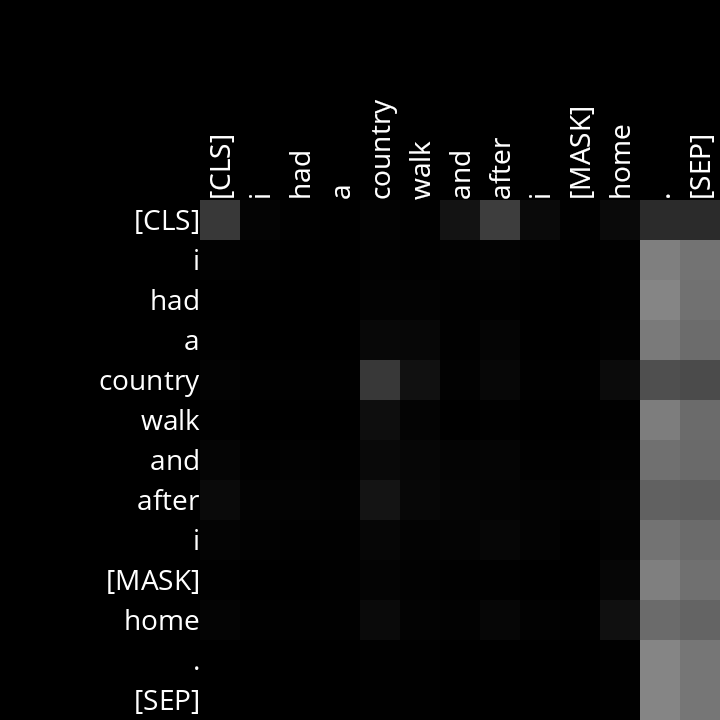 [CLS] i had a country walk and after i [MASK] home . [SEP]
[CLS]
i
had
a
country
walk
and
after
i
[MASK]
home
.
[SEP]